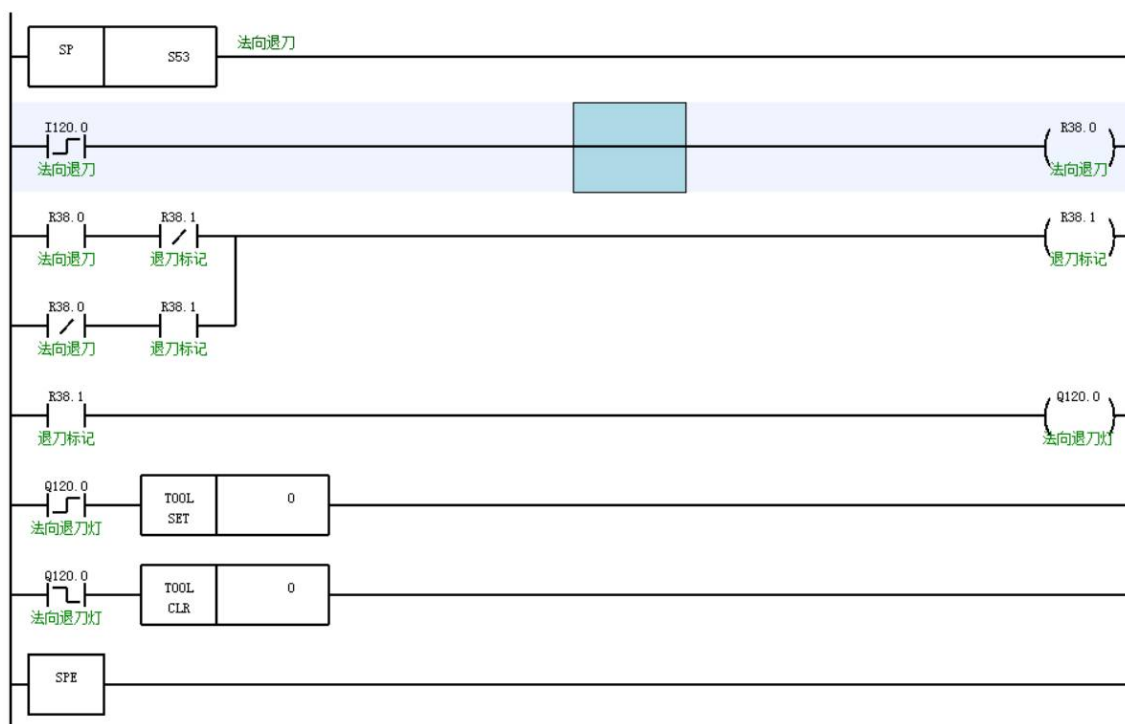 SP S53 法向退刀
I120.0 R38.0
法向退刀 法向退刀
R38.0 R38.1 R38.1
法向退刀 退刀标记 退刀标记
R38.0 R38.1
法向退刀 退刀标记
R38.1 Q120.0
退刀标记 法向退刀灯
Q120.0 TOOL 0
SET
法向退刀灯
Q120.0 TOOL 0
CLR
法向退刀灯
SPE